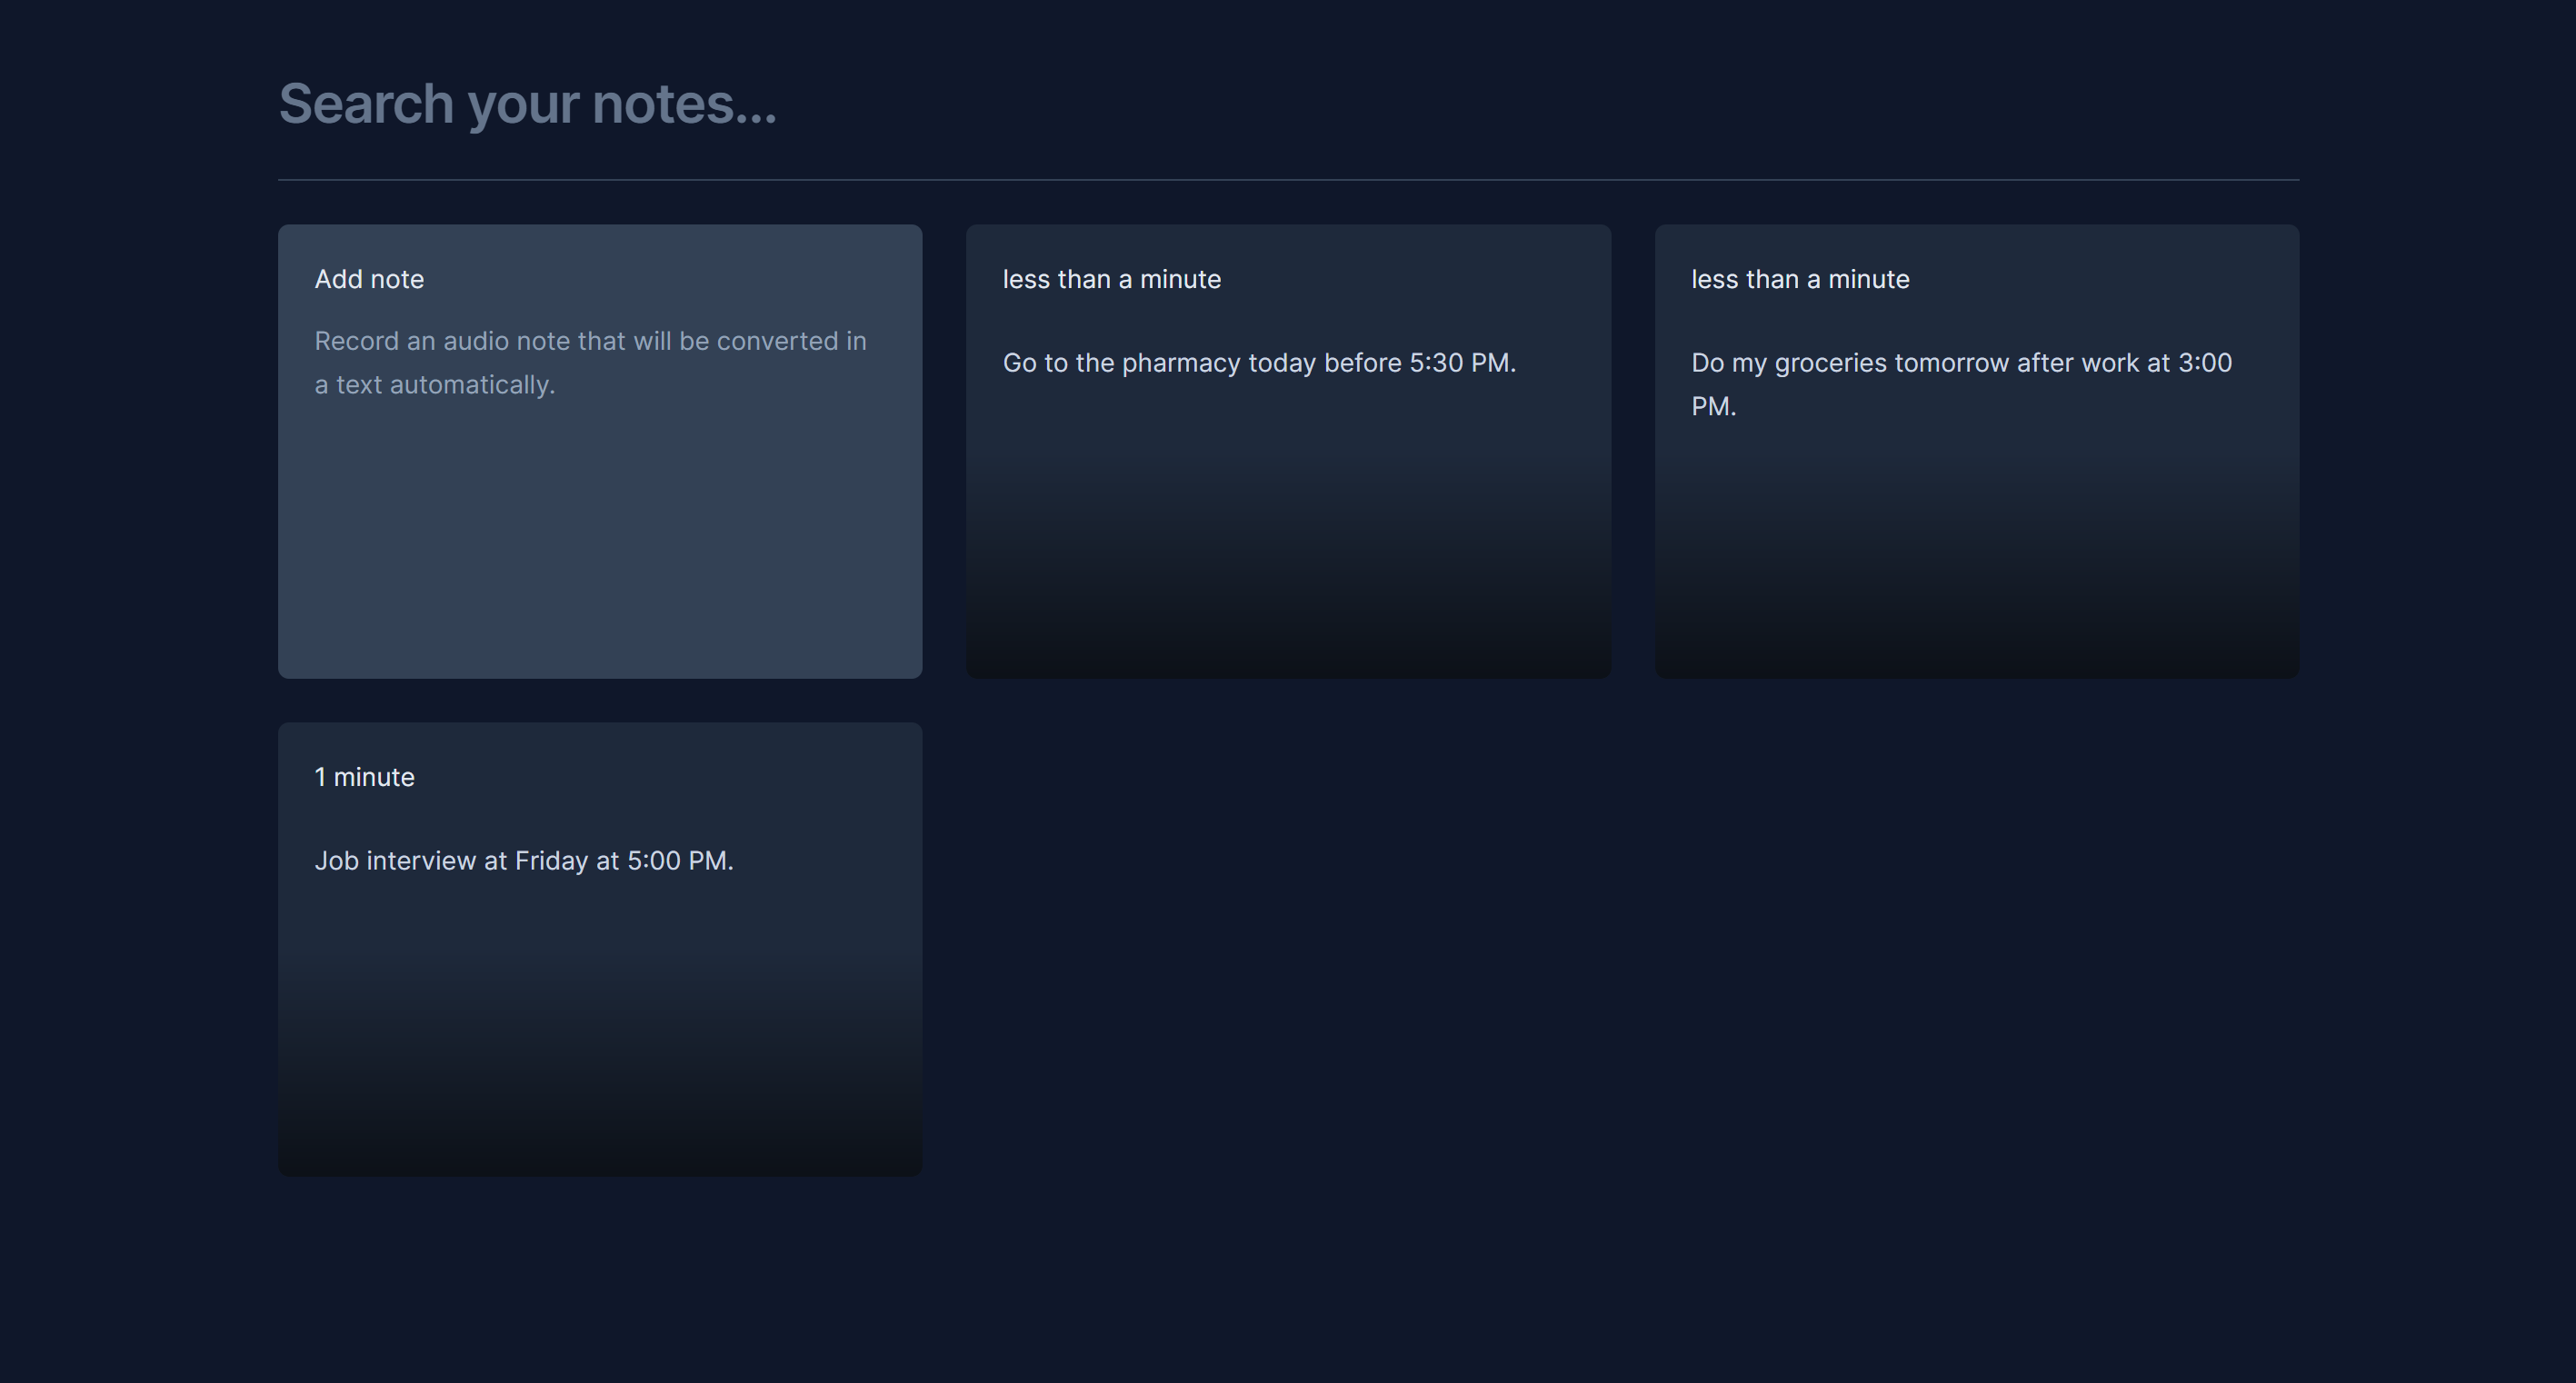 Search your notes...
Add note
Record an audio note that will be converted in
a text automatically.
less than a minute
Go to the pharmacy today before 5:30 PM.
less than a minute
Do my groceries tomorrow after work at 3:00
PM.
1 minute
Job interview at Friday at 5:00 PM.